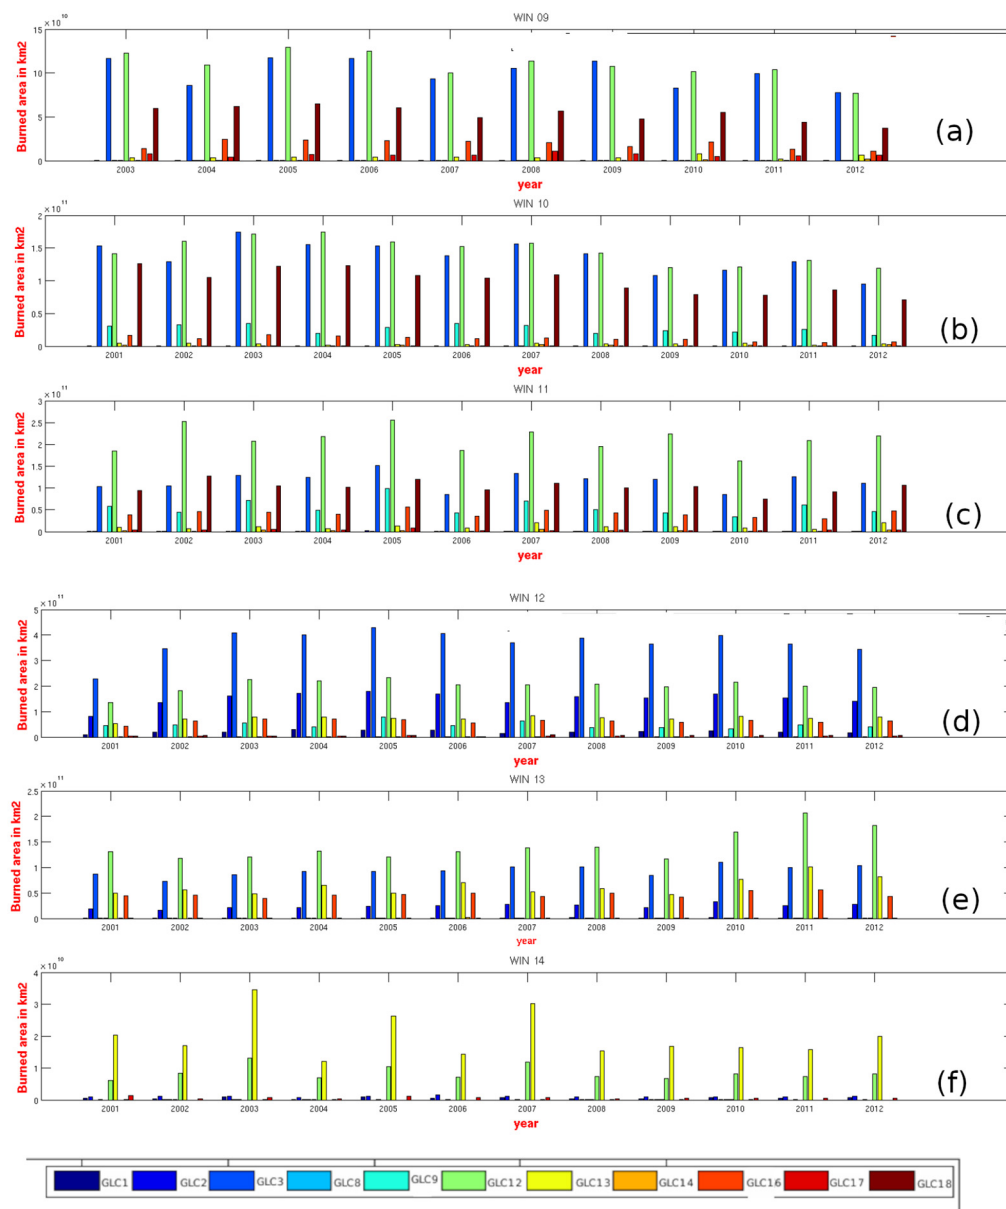 WIN 09
×10^10
Burned area in km2
15
10
5
0
2003 2004 2005 2006 2007 2008 2009 2010 2011 2012
year
(a)
WIN 10
×10^11
Burned area in km2
2
1.5
1
0.5
0
2001 2002 2003 2004 2005 2006 2007 2008 2009 2010 2011 2012
year
(b)
WIN 11
×10^11
Burned area in km2
3
2.5
2
1.5
1
0.5
0
2001 2002 2003 2004 2005 2006 2007 2008 2009 2010 2011 2012
year
(c)
WIN 12
×10^11
Burned area in km2
5
4
3
2
1
0
2001 2002 2003 2004 2005 2006 2007 2008 2009 2010 2011 2012
year
(d)
WIN 13
×10^11
Burned area in km2
2.5
2
1.5
1
0.5
0
2001 2002 2003 2004 2005 2006 2007 2008 2009 2010 2011 2012
year
(e)
WIN 14
×10^10
Burned area in km2
4
3
2
1
0
2001 2002 2003 2004 2005 2006 2007 2008 2009 2010 2011 2012
year
(f)
GLC1 GLC2 GLC3 GLC8 GLC9 GLC12 GLC13 GLC14 GLC16 GLC17 GLC18